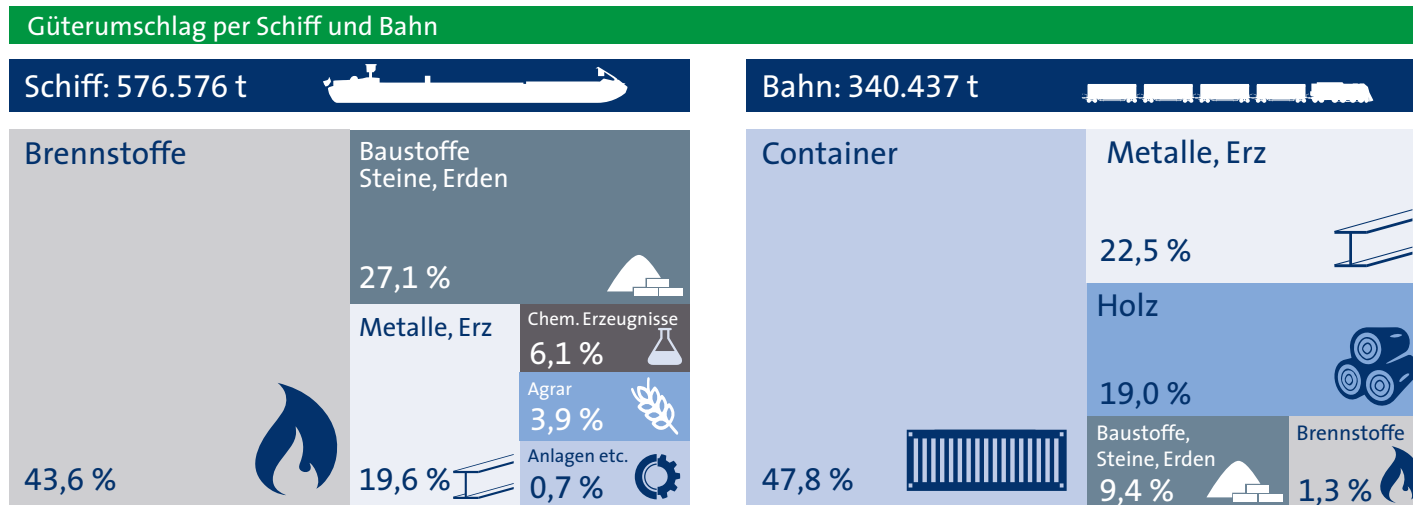 Güterumschlag per Schiff und Bahn
Schiff: 576.576 t
Brennstoffe
43,6 %
Baustoffe
Steine, Erden
27,1 %
Metalle, Erz
19,6 %
Chem. Erzeugnisse
6,1 %
Agrar
3,9 %
Anlagen etc.
0,7 %
Bahn: 340.437 t
Container
47,8 %
Metalle, Erz
22,5 %
Holz
19,0 %
Baustoffe,
Steine, Erden
9,4 %
Brennstoffe
1,3 %